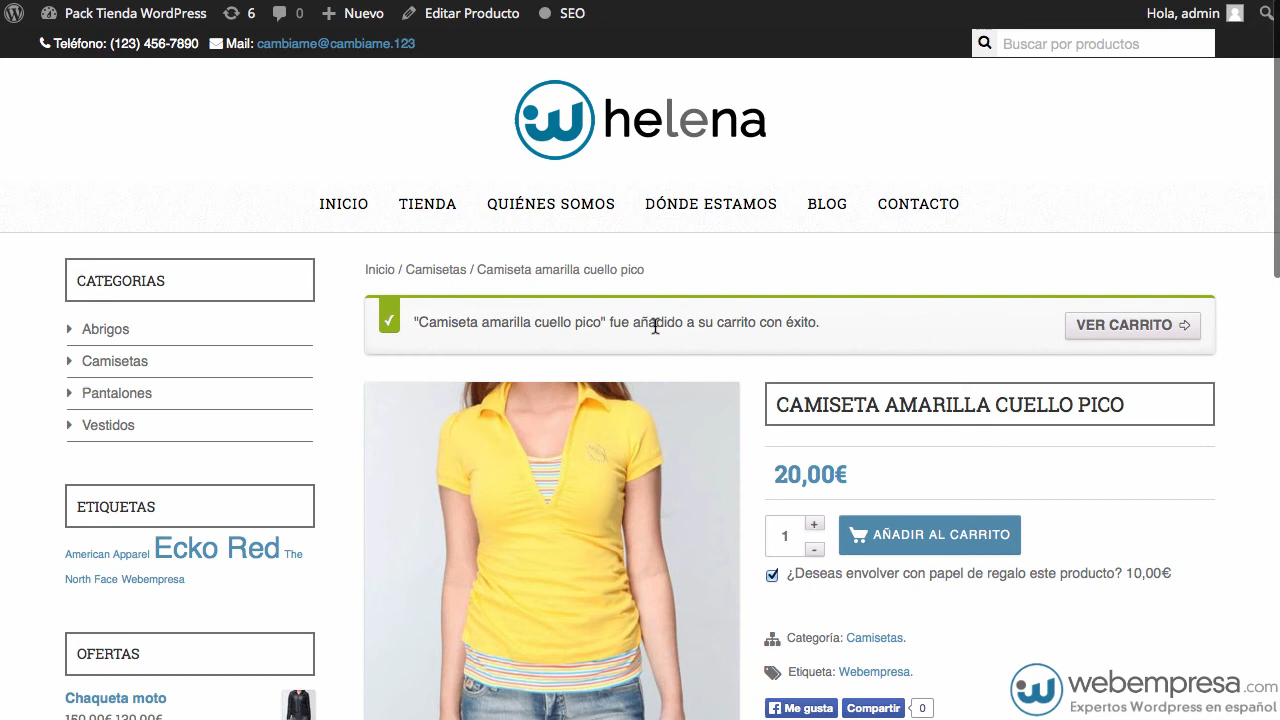 Pack Tienda WordPress 6 0 Nuevo Editar Producto SEO Hola, admin
Teléfono: (123) 456-7890 Mail: cambiame@cambiame.123 Buscar por productos
helena
INICIO TIENDA QUIÉNES SOMOS DÓNDE ESTAMOS BLOG CONTACTO
CATEGORIAS
Abrigos
Camisetas
Pantalones
Vestidos
ETIQUETAS
American Apparel Ecko Red The
North Face Webempresa
OFERTAS
Chaqueta moto
150,00€ 130,00€
Inicio / Camisetas / Camiseta amarilla cuello pico
"Camiseta amarilla cuello pico" fue añadido a su carrito con éxito. VER CARRITO
CAMISETA AMARILLA CUELLO PICO
20,00€
1 + - AÑADIR AL CARRITO
¿Deseas envolver con papel de regalo este producto? 10,00€
Categoría: Camisetas.
Etiqueta: Webempresa.
Me gusta Compartir 0
webempresa.com
Expertos Wordpress en español